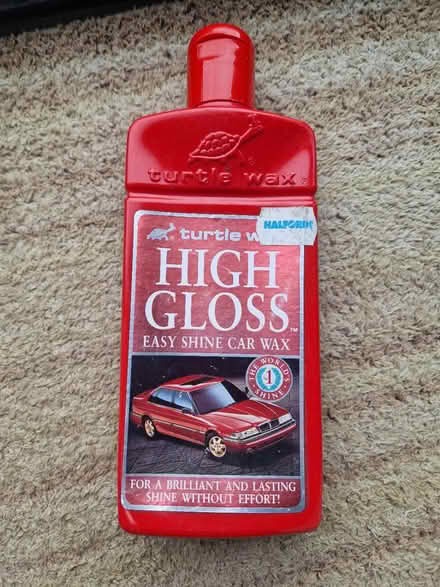 turtle wax
turtle w
HALFORDS
HIGH
GLOSS™
EASY SHINE CAR WAX
THE WORLD'S
1
SHINE
FOR A BRILLIANT AND LASTING
SHINE WITHOUT EFFORT!